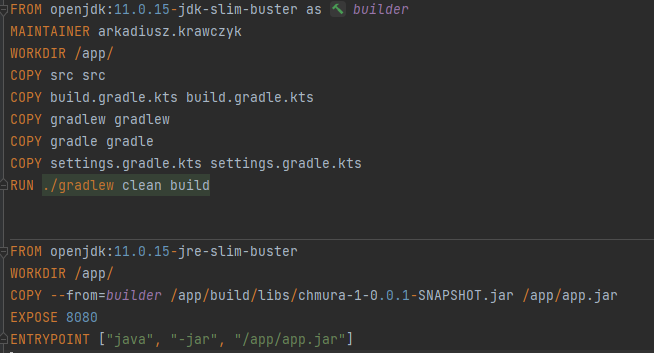 FROM openjdk:11.0.15-jdk-slim-buster as builder
MAINTAINER arkadiusz.krawczyk
WORKDIR /app/
COPY src src
COPY build.gradle.kts build.gradle.kts
COPY gradlew gradlew
COPY gradle gradle
COPY settings.gradle.kts settings.gradle.kts
RUN ./gradlew clean build
FROM openjdk:11.0.15-jre-slim-buster
WORKDIR /app/
COPY --from=builder /app/build/libs/chmura-1-0.0.1-SNAPSHOT.jar /app/app.jar
EXPOSE 8080
ENTRYPOINT ["java", "-jar", "/app/app.jar"]